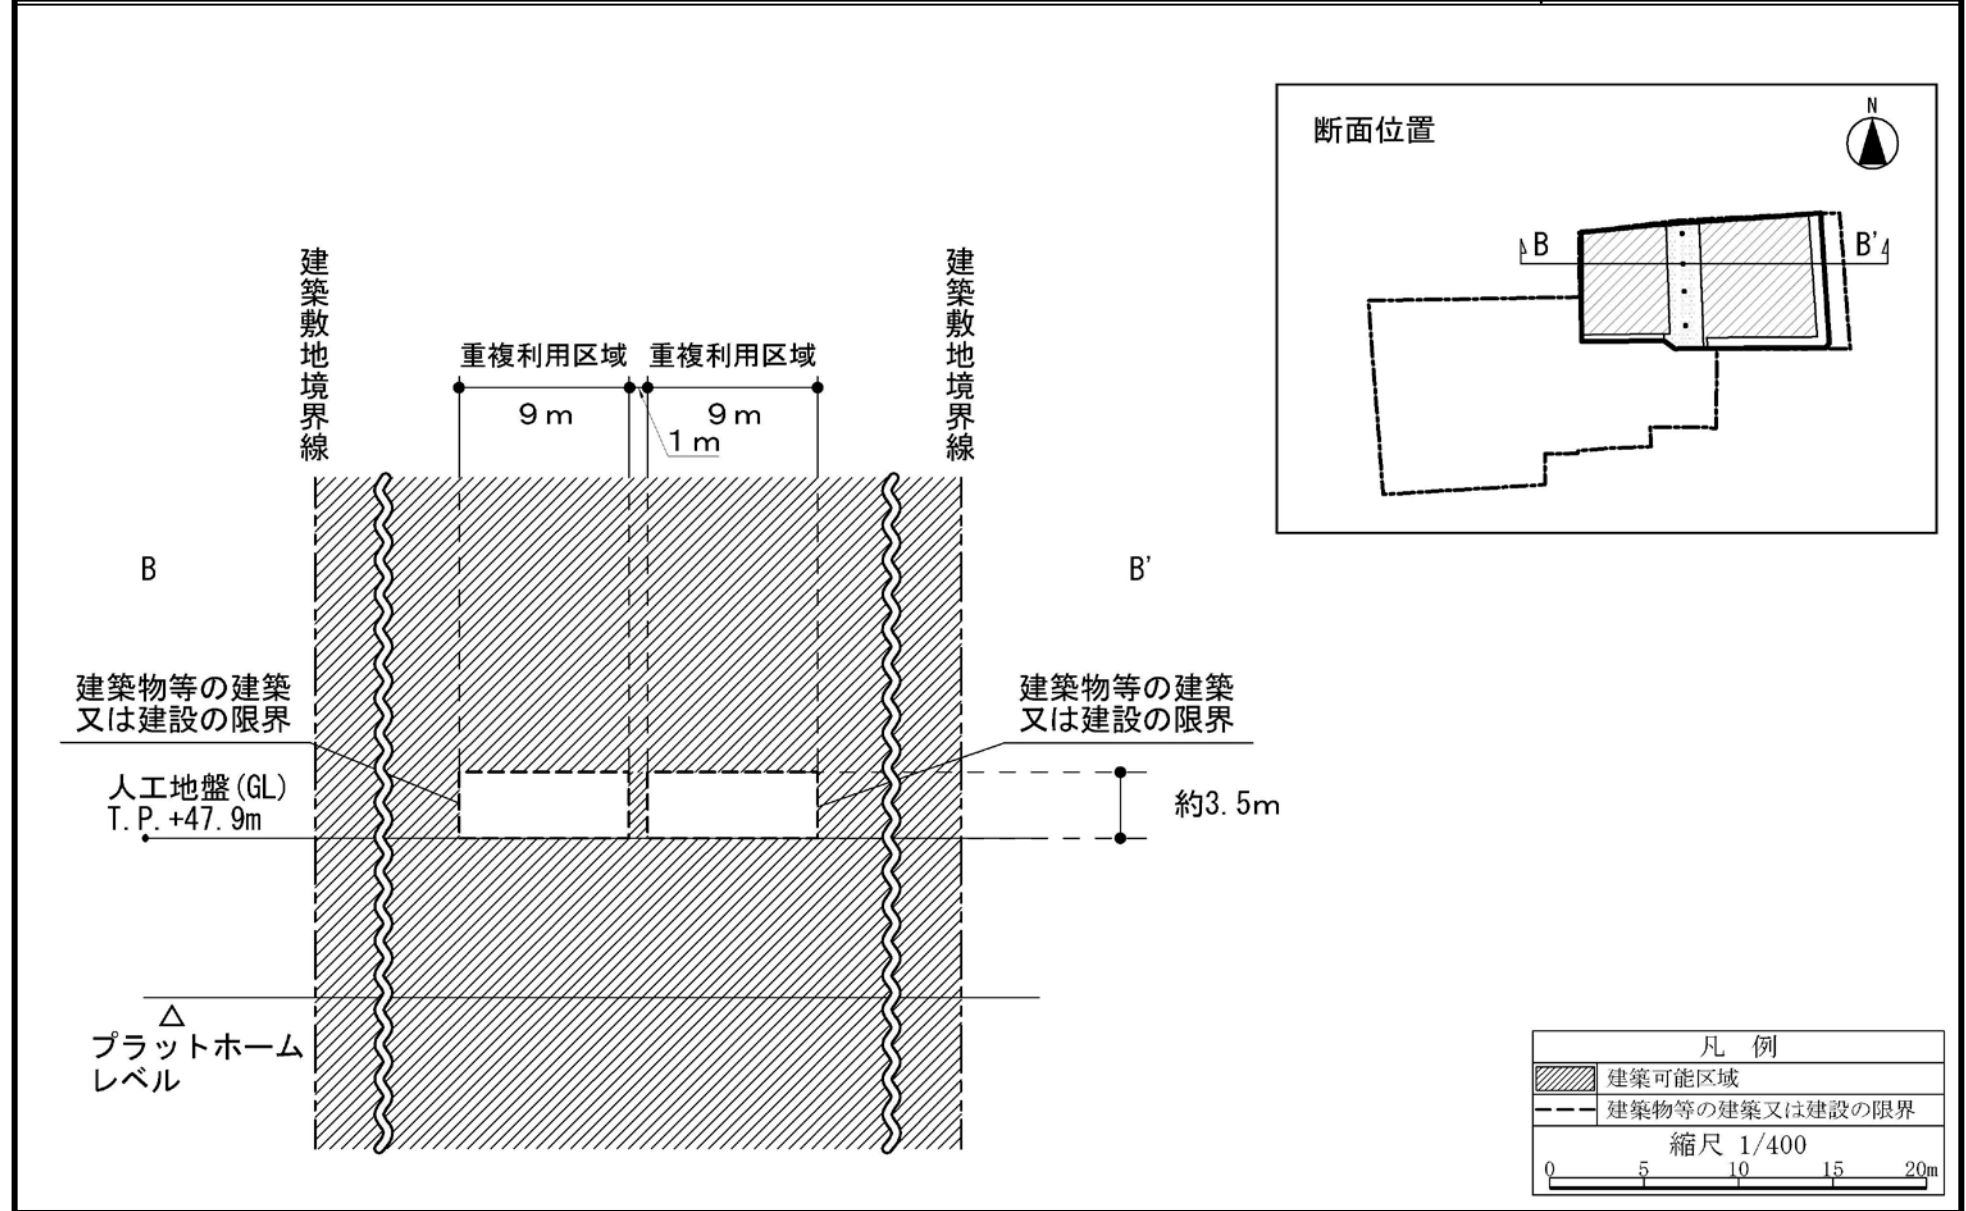 断面位置
N
B
B'
建築敷地境界線
建築敷地境界線
重複利用区域
重複利用区域
9m
9m
1m
B
B'
建築物等の建築
又は建設の限界
建築物等の建築
又は建設の限界
人工地盤(GL)
T.P.+47.9m
約3.5m
プラットホーム
レベル
凡 例
建築可能区域
建築物等の建築又は建設の限界
縮尺 1/400
0 5 10 15 20m